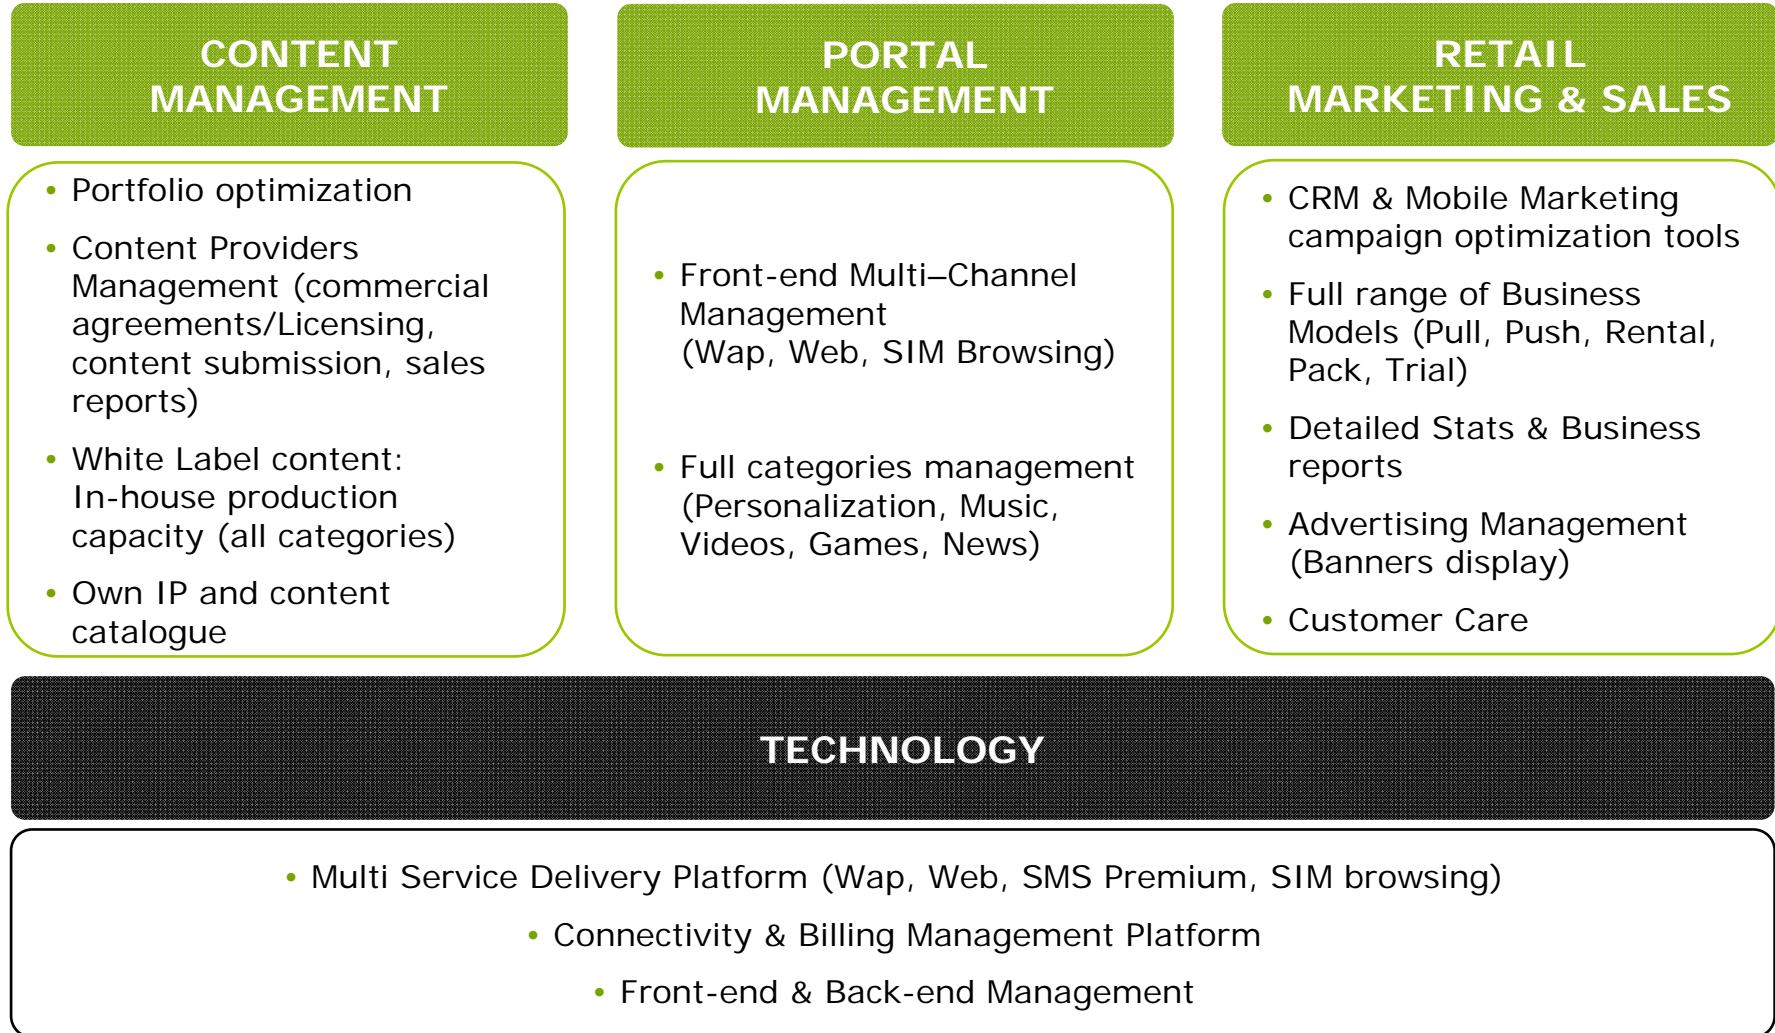 CONTENT
MANAGEMENT
• Portfolio optimization
• Content Providers
Management (commercial
agreements/Licensing,
content submission, sales
reports)
• White Label content:
In-house production
capacity (all categories)
• Own IP and content
catalogue
PORTAL
MANAGEMENT
• Front-end Multi–Channel
Management
(Wap, Web, SIM Browsing)
• Full categories management
(Personalization, Music,
Videos, Games, News)
RETAIL
MARKETING & SALES
• CRM & Mobile Marketing
campaign optimization tools
• Full range of Business
Models (Pull, Push, Rental,
Pack, Trial)
• Detailed Stats & Business
reports
• Advertising Management
(Banners display)
• Customer Care
TECHNOLOGY
• Multi Service Delivery Platform (Wap, Web, SMS Premium, SIM browsing)
• Connectivity & Billing Management Platform
• Front-end & Back-end Management